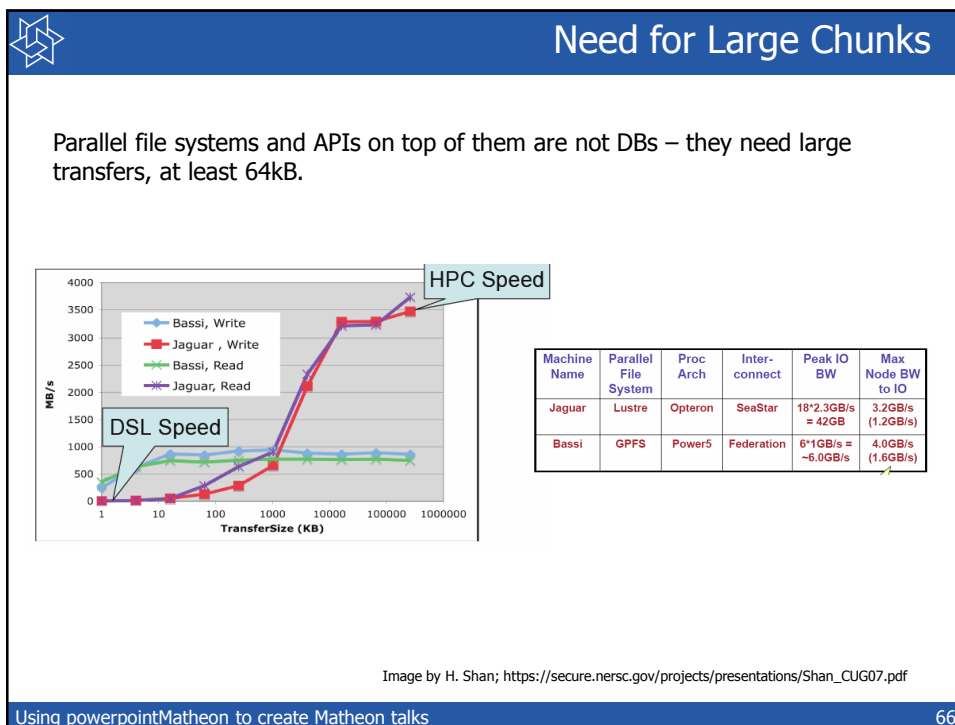 Need for Large Chunks
Parallel file systems and APIs on top of them are not DBs – they need large
transfers, at least 64kB.
HPC Speed
DSL Speed
4000
3500
3000
2500
2000
1500
1000
500
0
MB/s
Bassi, Write
Jaguar , Write
Bassi, Read
Jaguar, Read
1 10 100 1000 10000 100000 1000000
TransferSize (KB)
Machine Name Parallel File System Proc Arch Inter-connect Peak IO BW Max Node BW to IO
Jaguar Lustre Opteron SeaStar 18*2.3GB/s = 42GB 3.2GB/s (1.2GB/s)
Bassi GPFS Power5 Federation 6*1GB/s = ~6.0GB/s 4.0GB/s (1.6GB/s)
Image by H. Shan; https://secure.nersc.gov/projects/presentations/Shan_CUG07.pdf
Using powerpointMatheon to create Matheon talks
66